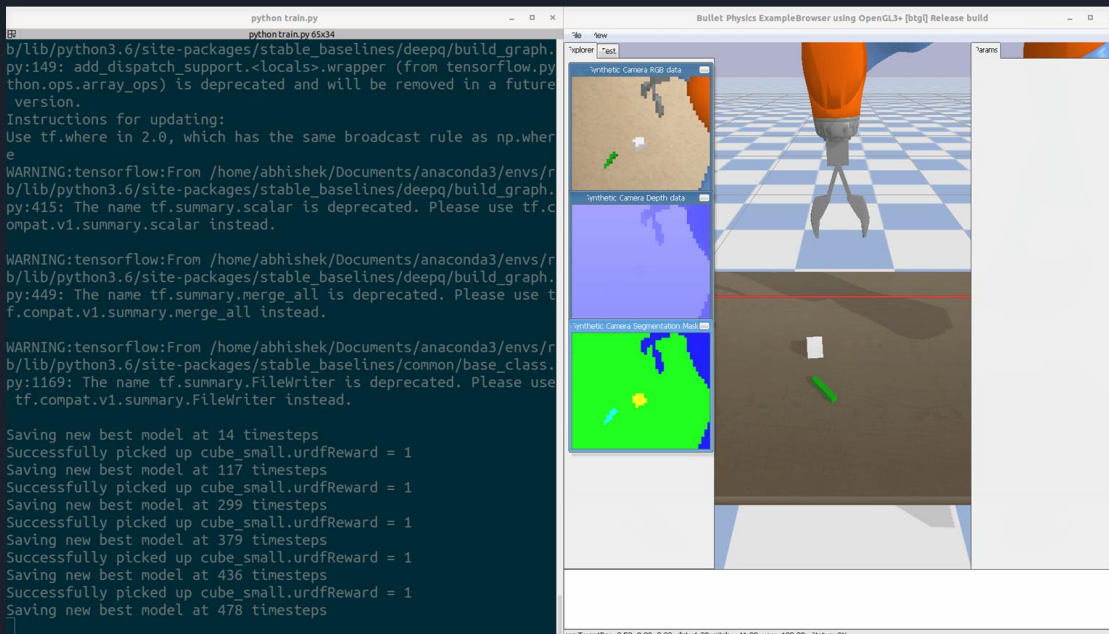 python train.py
python train.py 65x34
b/lib/python3.6/site-packages/stable_baselines/deepq/build_graph.
py:149: add_dispatch_support.<locals>.wrapper (from tensorflow.py
thon.ops.array_ops) is deprecated and will be removed in a future
 version.
Instructions for updating:
Use tf.where in 2.0, which has the same broadcast rule as np.wher
e
WARNING:tensorflow:From /home/abhishek/Documents/anaconda3/envs/r
b/lib/python3.6/site-packages/stable_baselines/deepq/build_graph.
py:415: The name tf.summary.scalar is deprecated. Please use tf.c
ompat.v1.summary.scalar instead.
WARNING:tensorflow:From /home/abhishek/Documents/anaconda3/envs/r
b/lib/python3.6/site-packages/stable_baselines/deepq/build_graph.
py:449: The name tf.summary.merge_all is deprecated. Please use t
f.compat.v1.summary.merge_all instead.
WARNING:tensorflow:From /home/abhishek/Documents/anaconda3/envs/r
b/lib/python3.6/site-packages/stable_baselines/common/base_class.
py:1169: The name tf.summary.FileWriter is deprecated. Please use
 tf.compat.v1.summary.FileWriter instead.
Saving new best model at 14 timesteps
Successfully picked up cube_small.urdfReward = 1
Saving new best model at 117 timesteps
Successfully picked up cube_small.urdfReward = 1
Saving new best model at 299 timesteps
Successfully picked up cube_small.urdfReward = 1
Saving new best model at 379 timesteps
Successfully picked up cube_small.urdfReward = 1
Saving new best model at 436 timesteps
Successfully picked up cube_small.urdfReward = 1
Saving new best model at 478 timesteps
Bullet Physics ExampleBrowser using OpenGL3+ [btgl] Release build
File View
Explorer Test
Params
Synthetic Camera RGB data
Synthetic Camera Depth data
Synthetic Camera Segmentation Mask